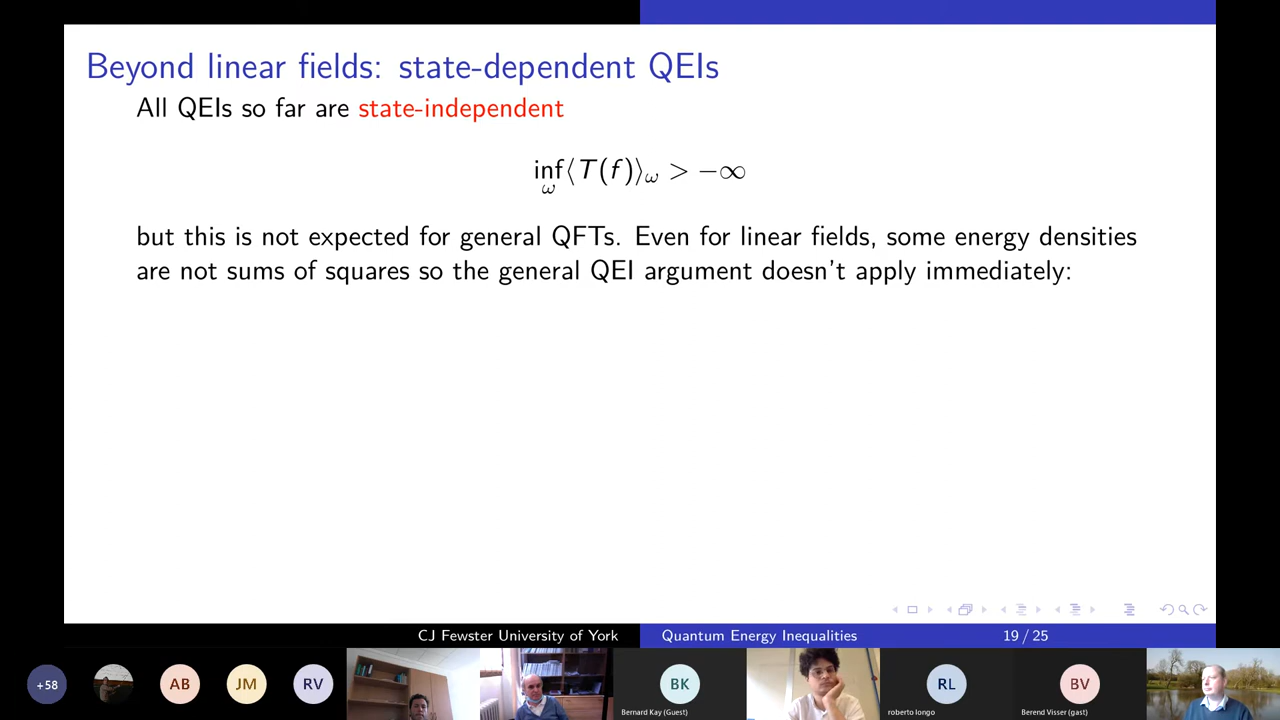 Beyond linear fields: state-dependent QEIs
All QEIs so far are state-independent
inf_ω ⟨T(f)⟩_ω > −∞
but this is not expected for general QFTs. Even for linear fields, some energy densities
are not sums of squares so the general QEI argument doesn't apply immediately:
CJ Fewster University of York
Quantum Energy Inequalities
19 / 25
+58
AB
JM
RV
BK
Bernard Kay (Guest)
RL
roberto longo
BV
Berend Visser (gast)